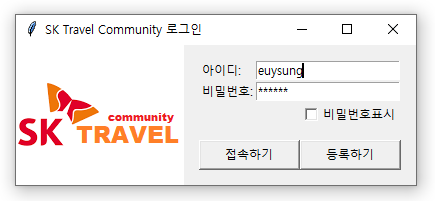 SK Travel Community 로그인
아이디: euysung
비밀번호: ******
비밀번호표시
SK community
TRAVEL
접속하기 등록하기